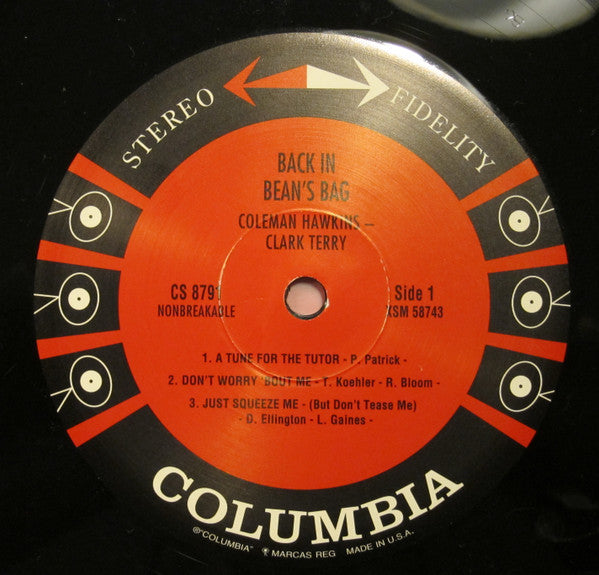 STEREO FIDELITY
BACK IN
BEAN'S BAG
COLEMAN HAWKINS –
CLARK TERRY
CS 8791
NONBREAKABLE
Side 1
XSM 58743
1. A TUNE FOR THE TUTOR - P. Patrick -
2. DON'T WORRY 'BOUT ME - T. Koehler - R. Bloom -
3. JUST SQUEEZE ME - (But Don't Tease Me)
- D. Ellington - L. Gaines -
COLUMBIA
®"COLUMBIA" MARCAS REG MADE IN U.S.A.